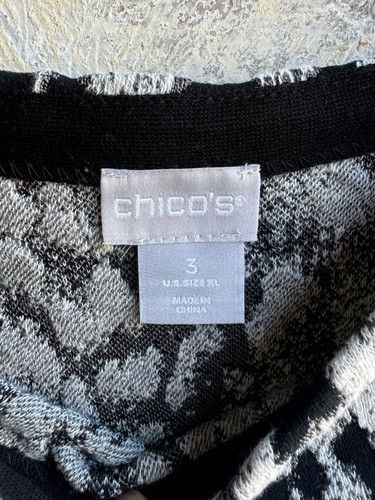 chico's®
3
U.S. SIZE XL
MADE IN
CHINA